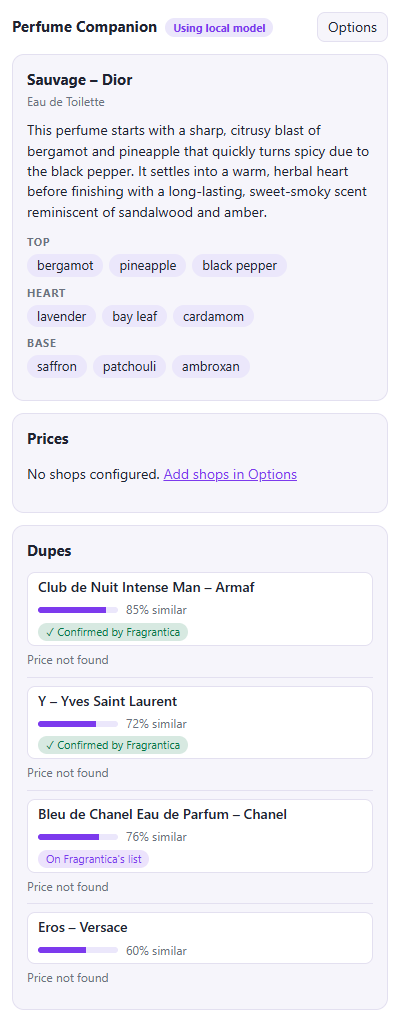 Perfume Companion Using local model Options
Sauvage – Dior
Eau de Toilette
This perfume starts with a sharp, citrusy blast of
bergamot and pineapple that quickly turns spicy due to
the black pepper. It settles into a warm, herbal heart
before finishing with a long-lasting, sweet-smoky scent
reminiscent of sandalwood and amber.
TOP
bergamot pineapple black pepper
HEART
lavender bay leaf cardamom
BASE
saffron patchouli ambroxan
Prices
No shops configured. Add shops in Options
Dupes
Club de Nuit Intense Man – Armaf
85% similar
✓ Confirmed by Fragrantica
Price not found
Y – Yves Saint Laurent
72% similar
✓ Confirmed by Fragrantica
Price not found
Bleu de Chanel Eau de Parfum – Chanel
76% similar
On Fragrantica's list
Price not found
Eros – Versace
60% similar
Price not found